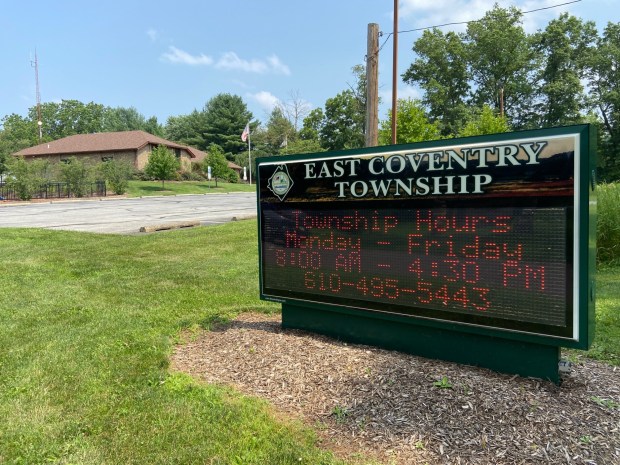 EAST COVENTRY
TOWNSHIP
Township Hours
Monday - Friday
8:00 AM - 4:30 PM
610-495-5443